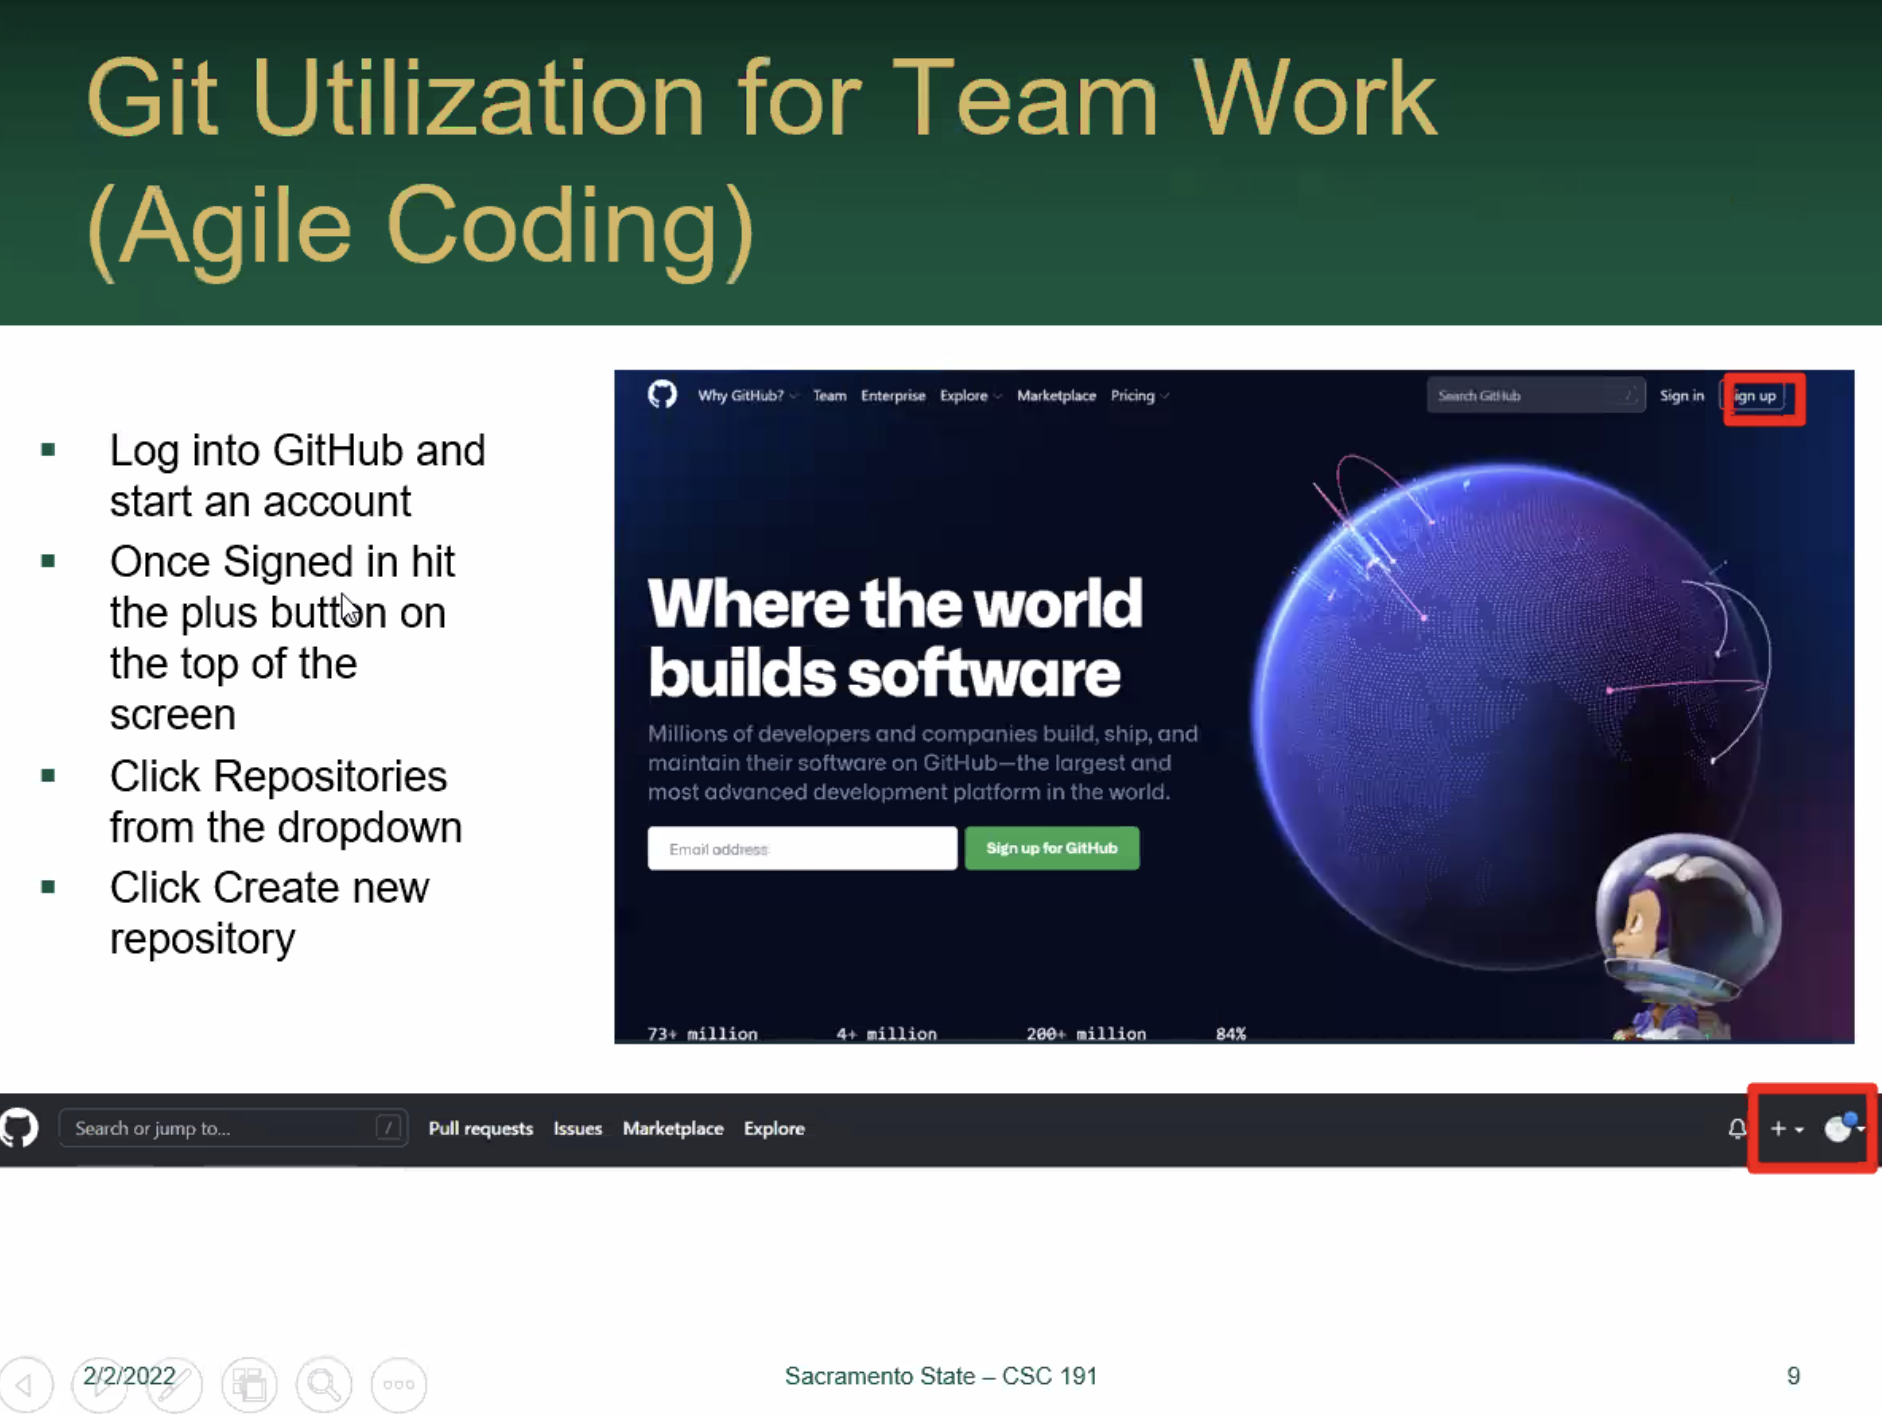 Git Utilization for Team Work
(Agile Coding)
Log into GitHub and
start an account
Once Signed in hit
the plus button on
the top of the
screen
Click Repositories
from the dropdown
Click Create new
repository
Why GitHub? Team Enterprise Explore Marketplace Pricing
Search GitHub / Sign in ign up
Where the world
builds software
Millions of developers and companies build, ship, and
maintain their software on GitHub—the largest and
most advanced development platform in the world.
Email address Sign up for GitHub
73+ million 4+ million 200+ million 84%
Search or jump to... / Pull requests Issues Marketplace Explore
2/2/2022 Sacramento State – CSC 191 9